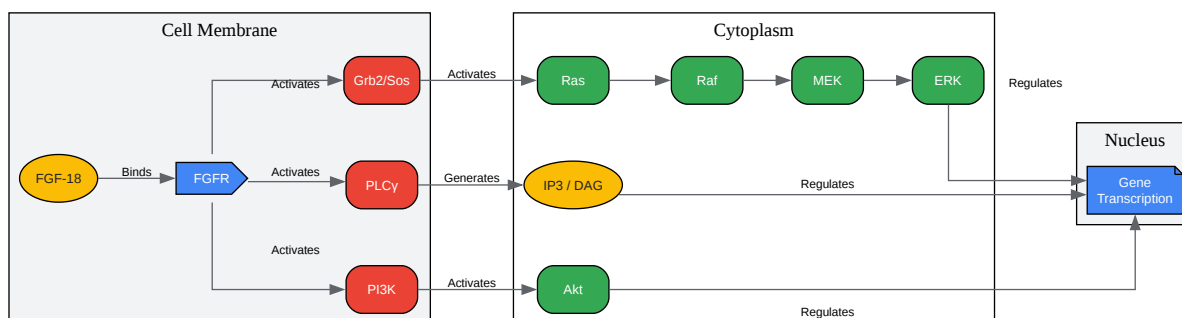 Cell Membrane
Cytoplasm
Activates
Grb2/Sos
Activates
Ras
Raf
MEK
ERK
Regulates
Nucleus
FGF-18
Binds
FGFR
Activates
PLCγ
Generates
IP3 / DAG
Regulates
Gene
Transcription
Activates
PI3K
Activates
Akt
Regulates